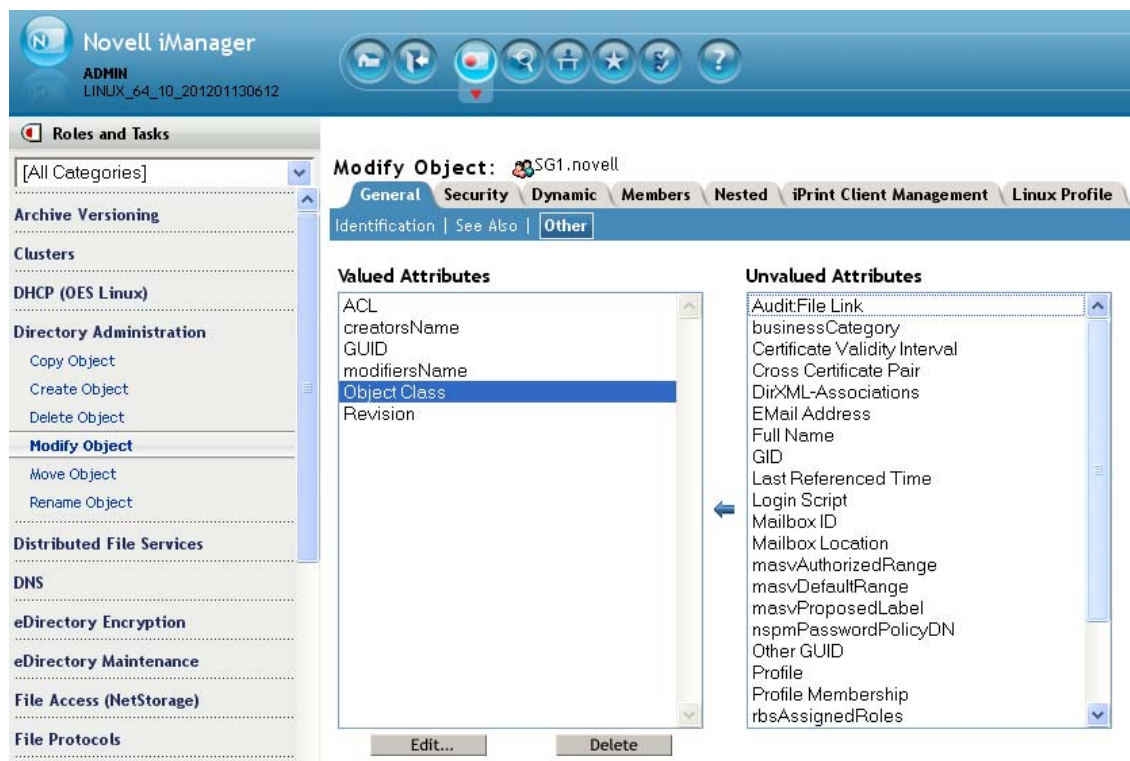 N
Novell iManager
ADMIN
LINUX_64_10_201201130612
?
Roles and Tasks
[All Categories]
Archive Versioning
Clusters
DHCP (OES Linux)
Directory Administration
Copy Object
Create Object
Delete Object
Modify Object
Move Object
Rename Object
Distributed File Services
DNS
eDirectory Encryption
eDirectory Maintenance
File Access (NetStorage)
File Protocols
Modify Object: SG1.novell
General Security Dynamic Members Nested iPrint Client Management Linux Profile
Identification | See Also | Other
Valued Attributes
ACL
creatorsName
GUID
modifiersName
Object Class
Revision
Edit...
Delete
Unvalued Attributes
Audit:File Link
businessCategory
Certificate Validity Interval
Cross Certificate Pair
DirXML-Associations
EMail Address
Full Name
GID
Last Referenced Time
Login Script
Mailbox ID
Mailbox Location
masvAuthorizedRange
masvDefaultRange
masvProposedLabel
nspmPasswordPolicyDN
Other GUID
Profile
Profile Membership
rbsAssignedRoles